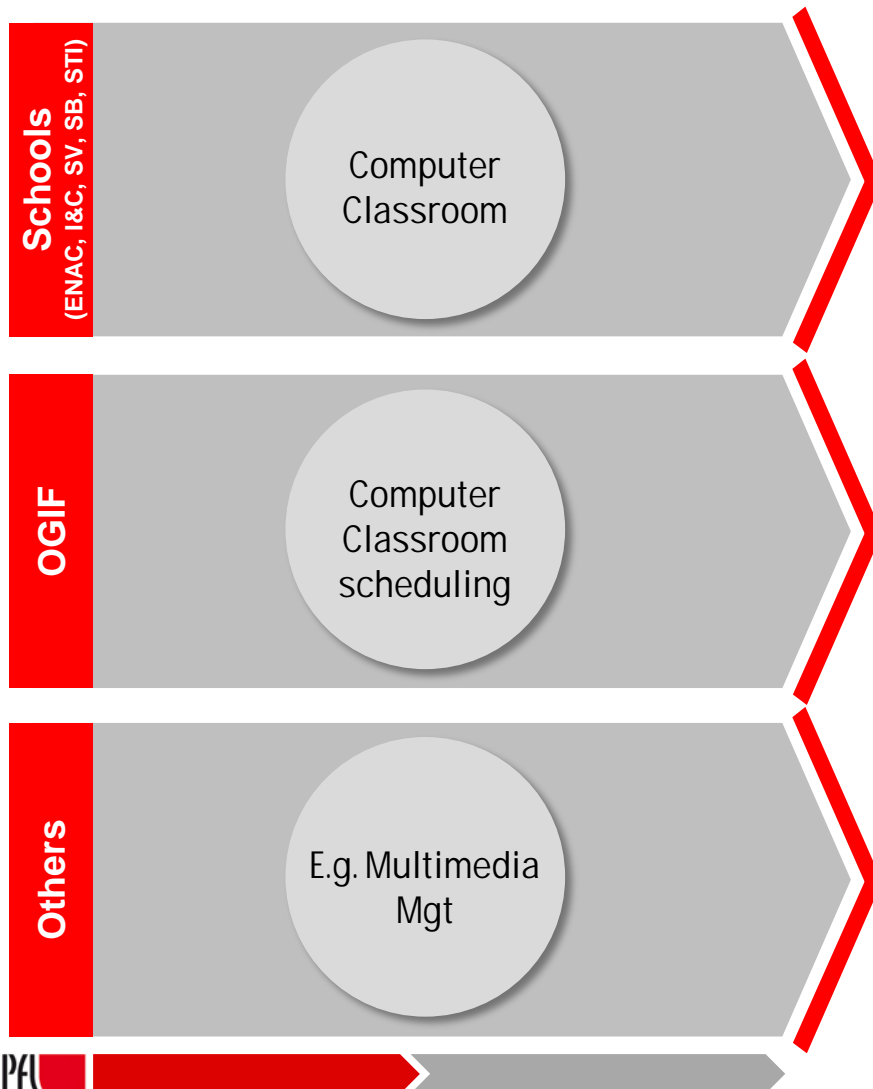 Schools
(ENAC, I&C, SV, SB, STI)
Computer
Classroom
OGIF
Computer
Classroom
scheduling
Others
E.g. Multimedia
Mgt